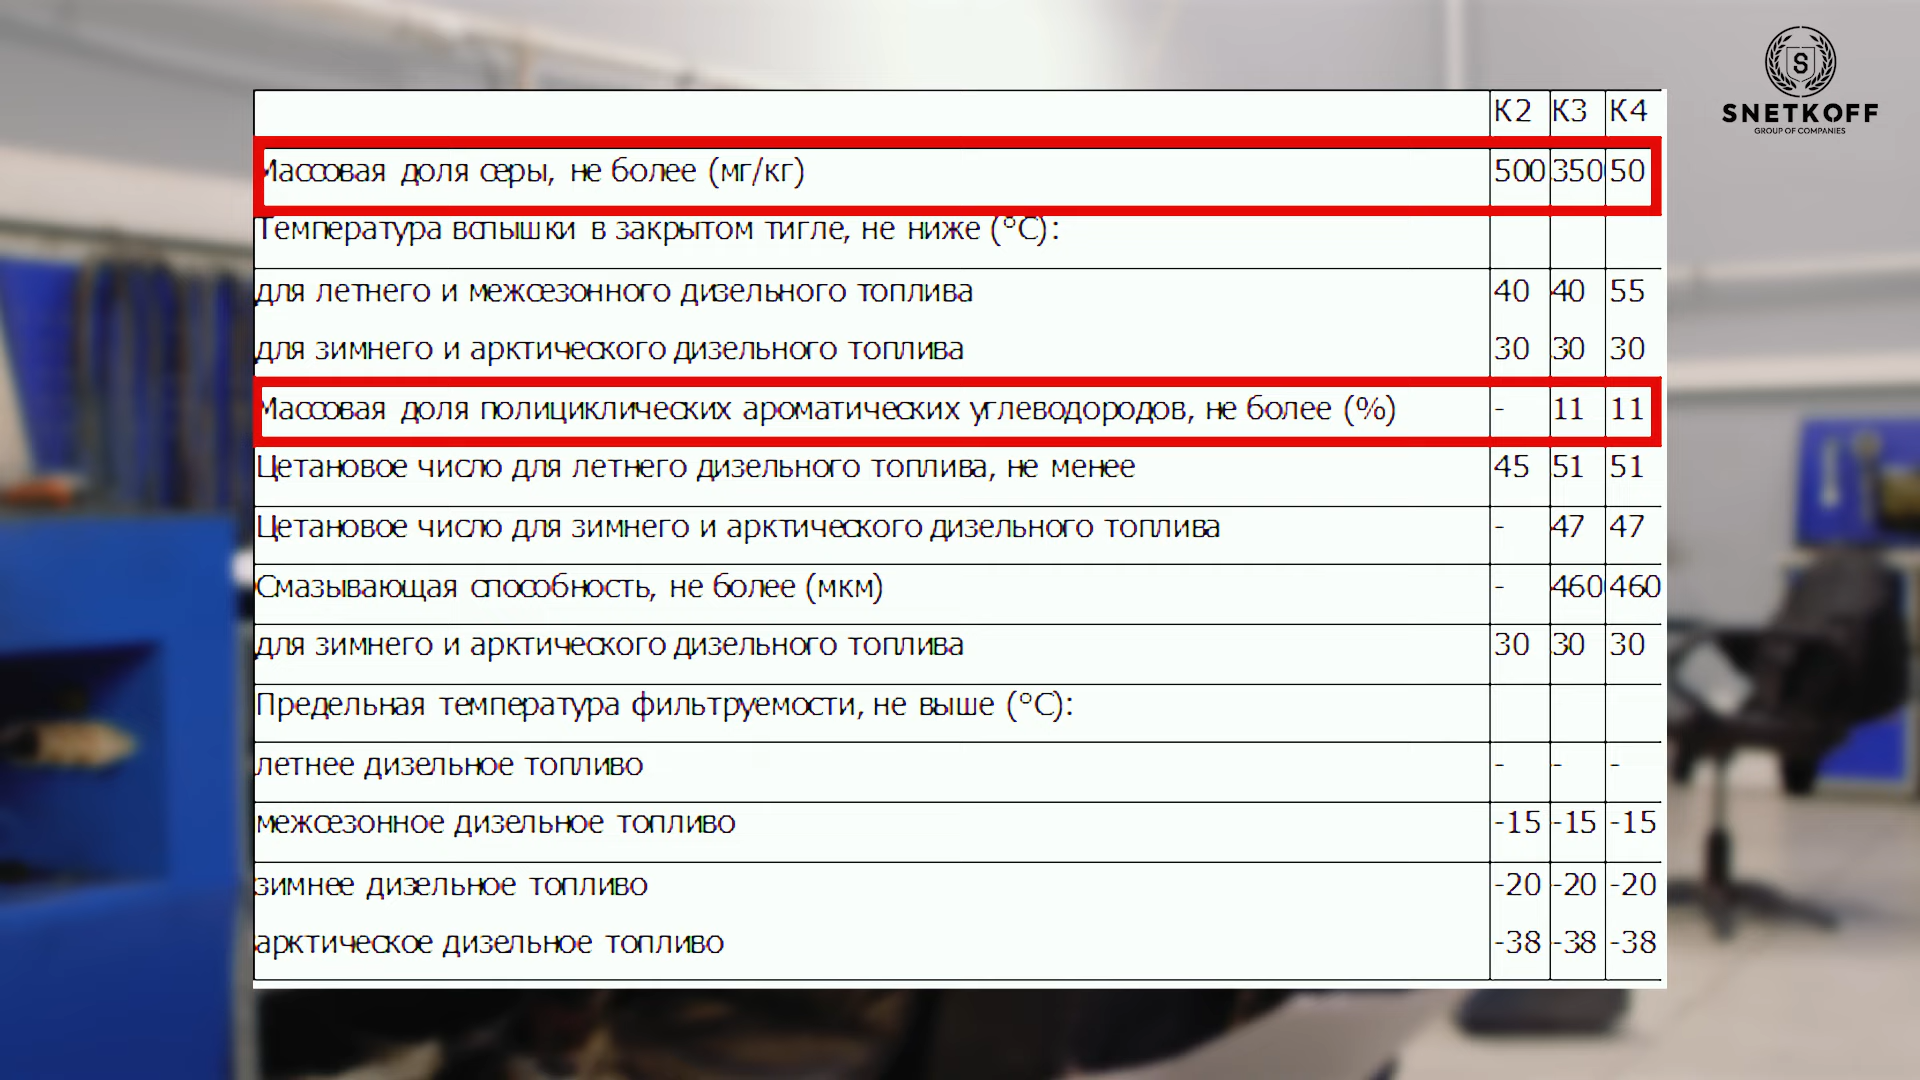 S
SNETKOFF
GROUP OF COMPANIES
К2 К3 К4
Массовая доля серы, не более (мг/кг) 500 350 50
Температура вспышки в закрытом тигле, не ниже (°С):
для летнего и межсезонного дизельного топлива 40 40 55
для зимнего и арктического дизельного топлива 30 30 30
Массовая доля полициклических ароматических углеводородов, не более (%) - 11 11
Цетановое число для летнего дизельного топлива, не менее 45 51 51
Цетановое число для зимнего и арктического дизельного топлива - 47 47
Смазывающая способность, не более (мкм) - 460 460
для зимнего и арктического дизельного топлива 30 30 30
Предельная температура фильтруемости, не выше (°С):
летнее дизельное топливо - - -
межсезонное дизельное топливо -15 -15 -15
зимнее дизельное топливо -20 -20 -20
арктическое дизельное топливо -38 -38 -38